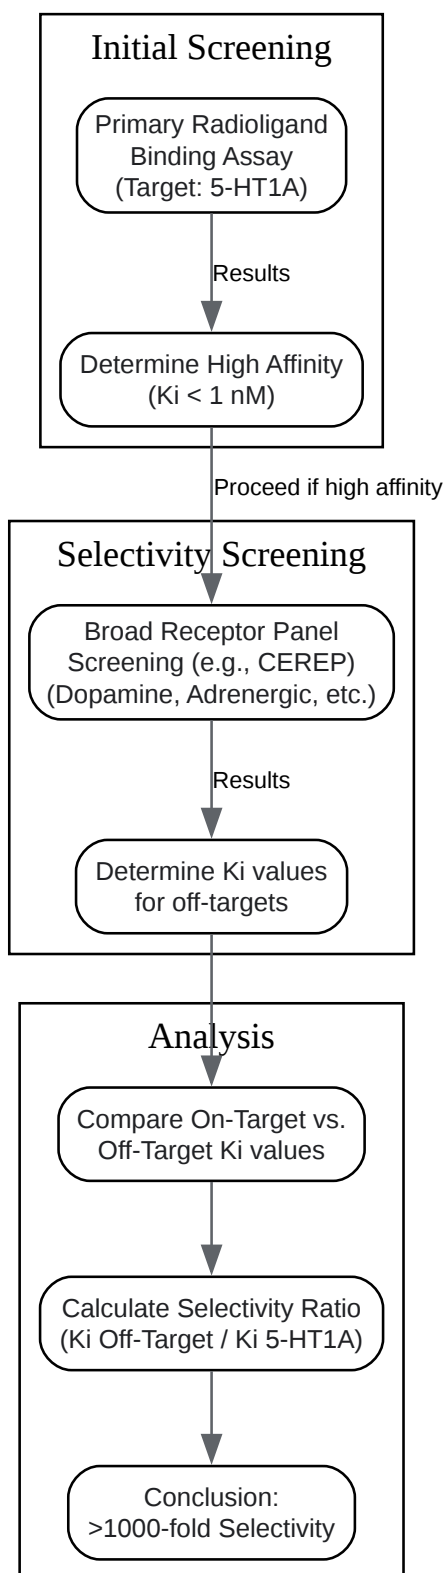 Initial Screening
Primary Radioligand
Binding Assay
(Target: 5-HT1A)
Results
Determine High Affinity
(Ki < 1 nM)
Proceed if high affinity
Selectivity Screening
Broad Receptor Panel
Screening (e.g., CEREP)
(Dopamine, Adrenergic, etc.)
Results
Determine Ki values
for off-targets
Analysis
Compare On-Target vs.
Off-Target Ki values
Calculate Selectivity Ratio
(Ki Off-Target / Ki 5-HT1A)
Conclusion:
>1000-fold Selectivity